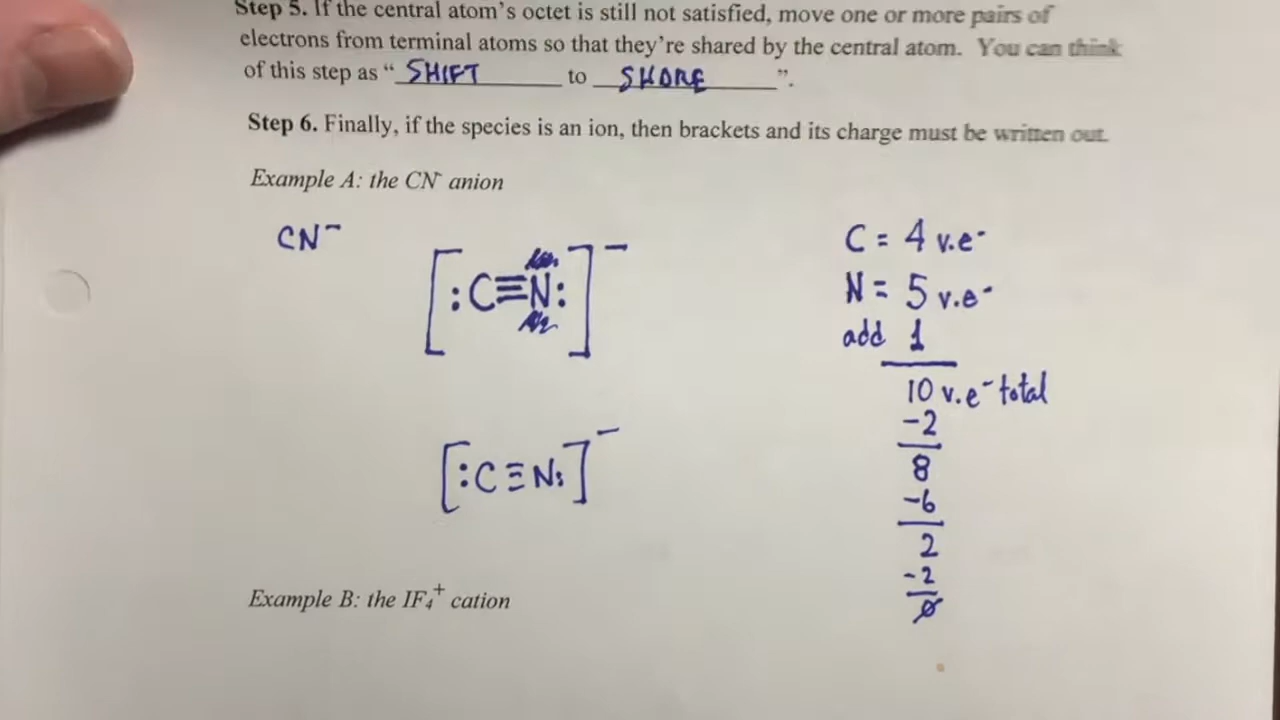 Step 5. If the central atom's octet is still not satisfied, move one or more pairs of
electrons from terminal atoms so that they're shared by the central atom. You can think
of this step as " SHIFT to SHARE ".
Step 6. Finally, if the species is an ion, then brackets and its charge must be written out.
Example A: the CN⁻ anion
CN⁻
[:C≡N:]⁻
[:C≡N:]⁻
C = 4 v.e⁻
N = 5 v.e⁻
add 1
10 v.e⁻ total
-2
8
-6
2
-2
0
Example B: the IF₄⁺ cation